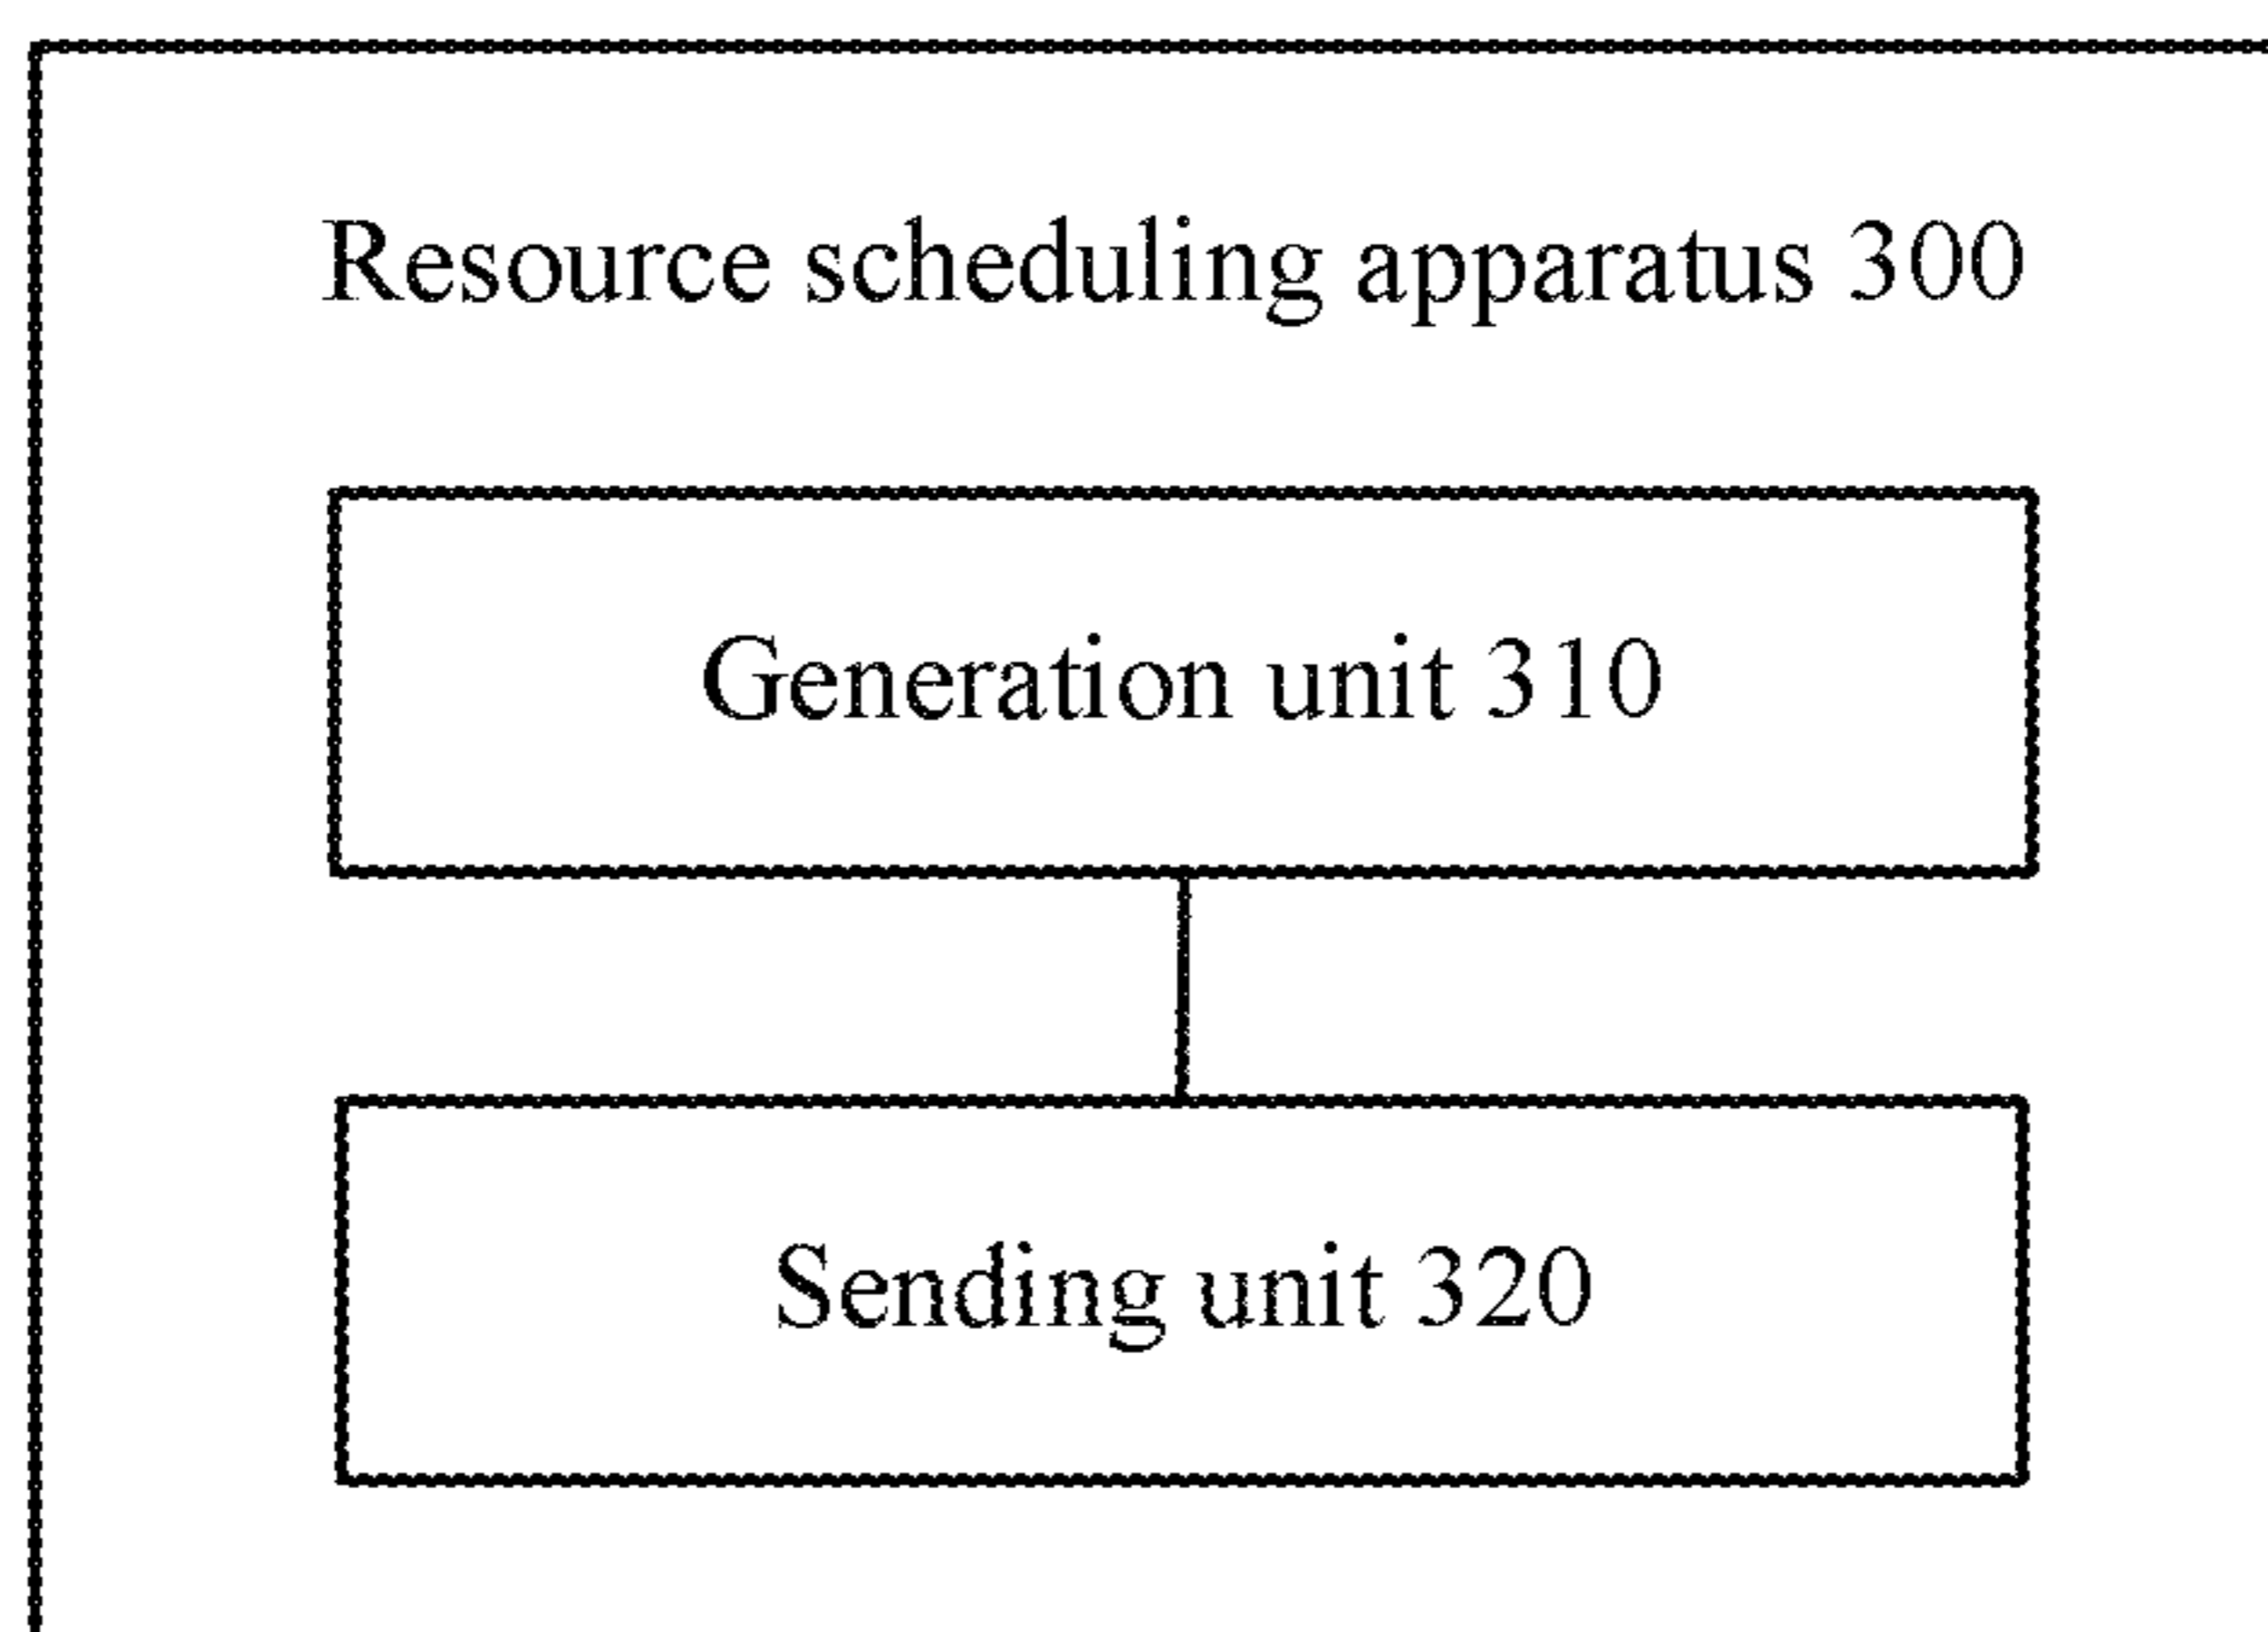 Resource scheduling apparatus 300
Generation unit 310
Sending unit 320